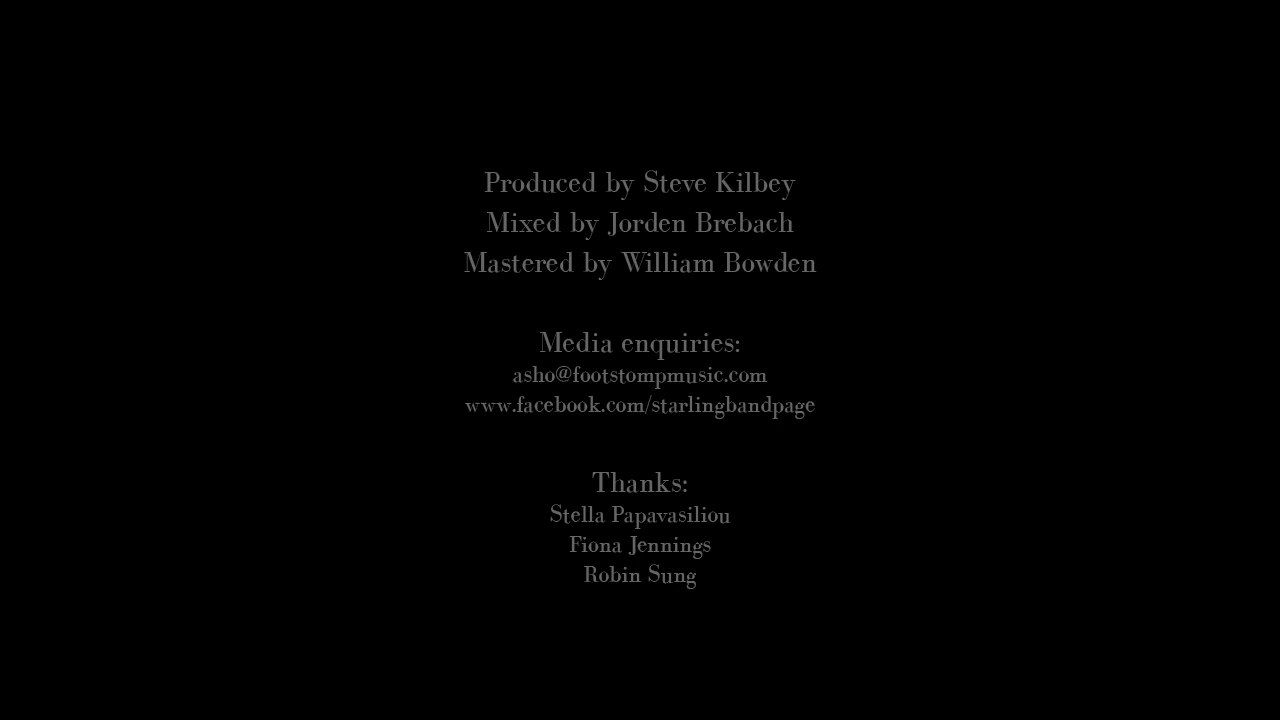 Produced by Steve Kilbey
Mixed by Jorden Brebach
Mastered by William Bowden
Media enquiries:
asho@footstompmusic.com
www.facebook.com/starlingbandpage
Thanks:
Stella Papavasiliou
Fiona Jennings
Robin Sung